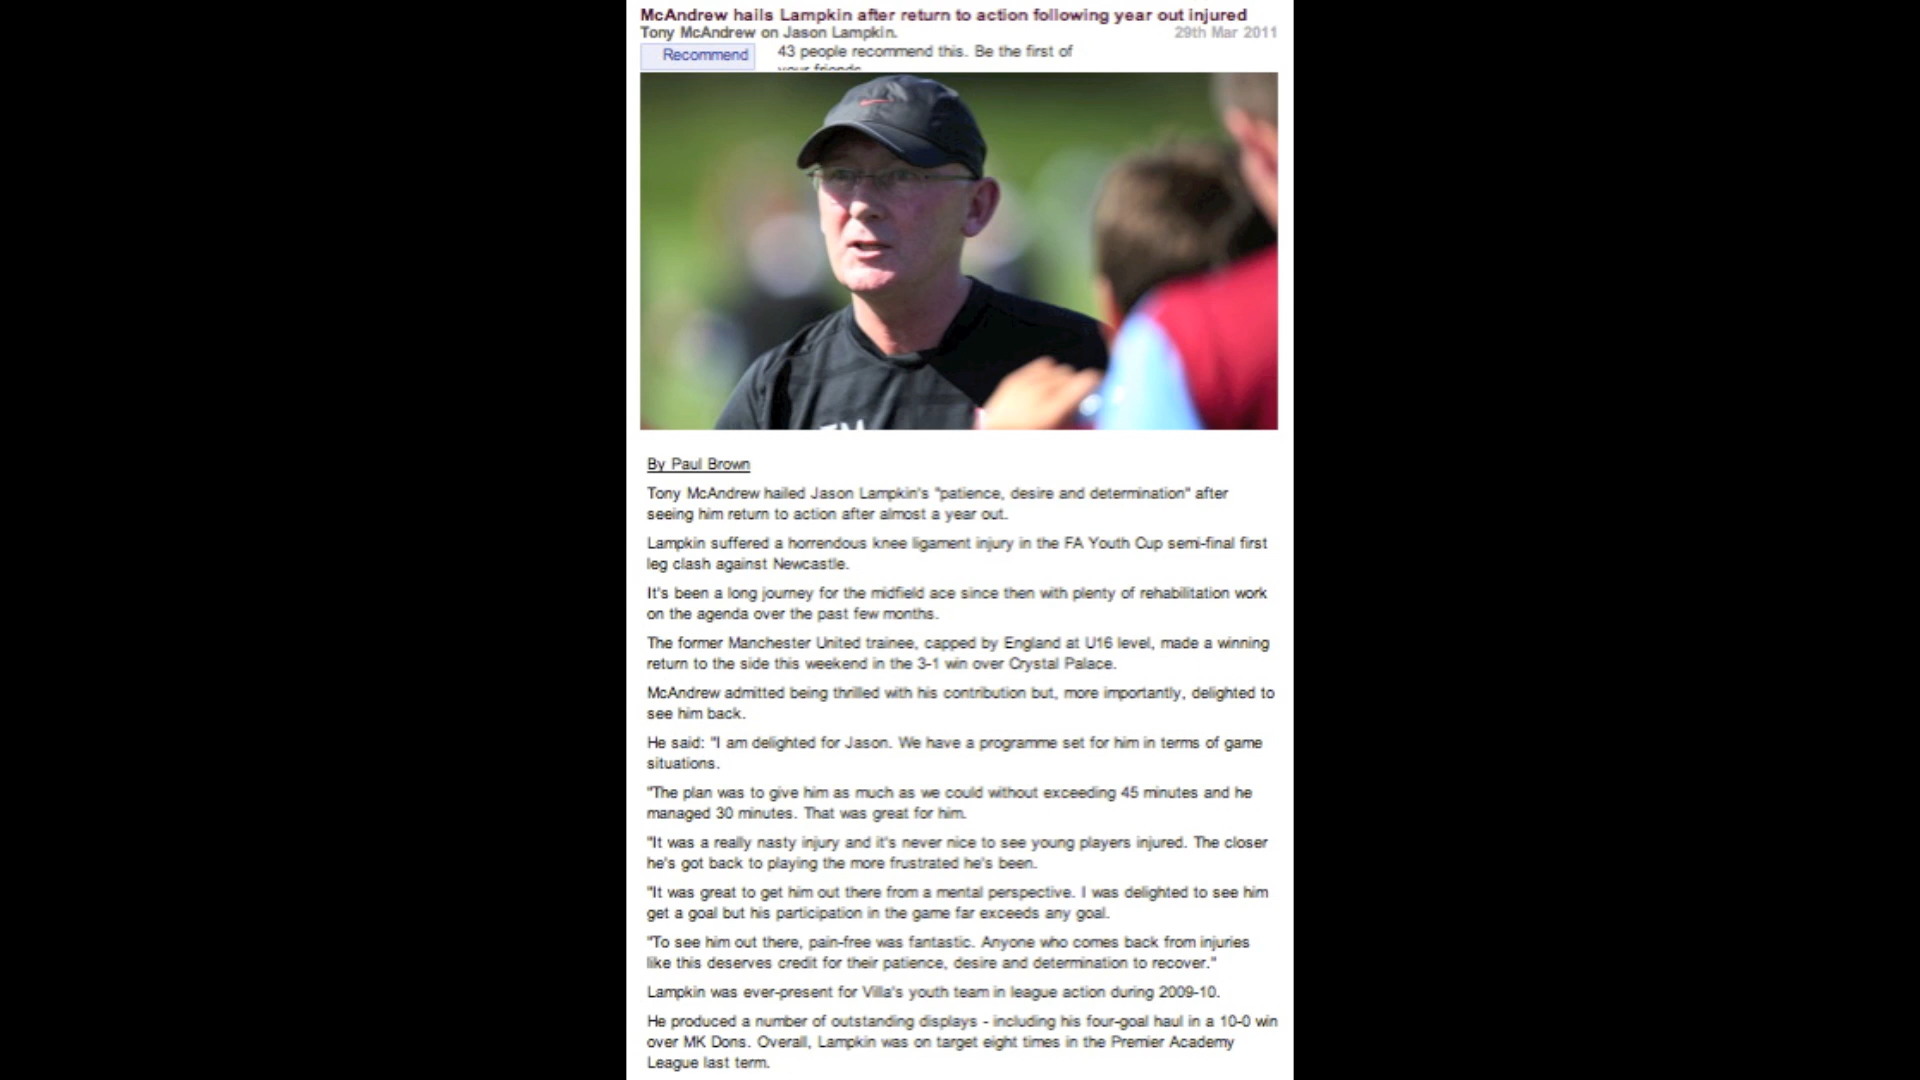 McAndrew hails Lampkin after return to action following year out injured
Tony McAndrew on Jason Lampkin.
29th Mar 2011
Recommend
43 people recommend this. Be the first of
your friends
By Paul Brown
Tony McAndrew hailed Jason Lampkin's "patience, desire and determination" after
seeing him return to action after almost a year out.
Lampkin suffered a horrendous knee ligament injury in the FA Youth Cup semi-final first
leg clash against Newcastle.
It's been a long journey for the midfield ace since then with plenty of rehabilitation work
on the agenda over the past few months.
The former Manchester United trainee, capped by England at U16 level, made a winning
return to the side this weekend in the 3-1 win over Crystal Palace.
McAndrew admitted being thrilled with his contribution but, more importantly, delighted to
see him back.
He said: "I am delighted for Jason. We have a programme set for him in terms of game
situations.
"The plan was to give him as much as we could without exceeding 45 minutes and he
managed 30 minutes. That was great for him.
"It was a really nasty injury and it's never nice to see young players injured. The closer
he's got back to playing the more frustrated he's been.
"It was great to get him out there from a mental perspective. I was delighted to see him
get a goal but his participation in the game far exceeds any goal.
"To see him out there, pain-free was fantastic. Anyone who comes back from injuries
like this deserves credit for their patience, desire and determination to recover."
Lampkin was ever-present for Villa's youth team in league action during 2009-10.
He produced a number of outstanding displays - including his four-goal haul in a 10-0 win
over MK Dons. Overall, Lampkin was on target eight times in the Premier Academy
League last term.